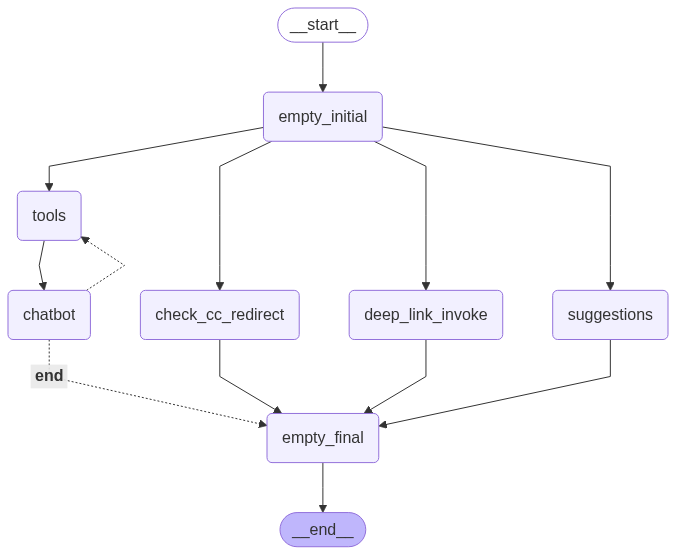 __start__
empty_initial
tools
chatbot
check_cc_redirect
deep_link_invoke
suggestions
end
empty_final
__end__